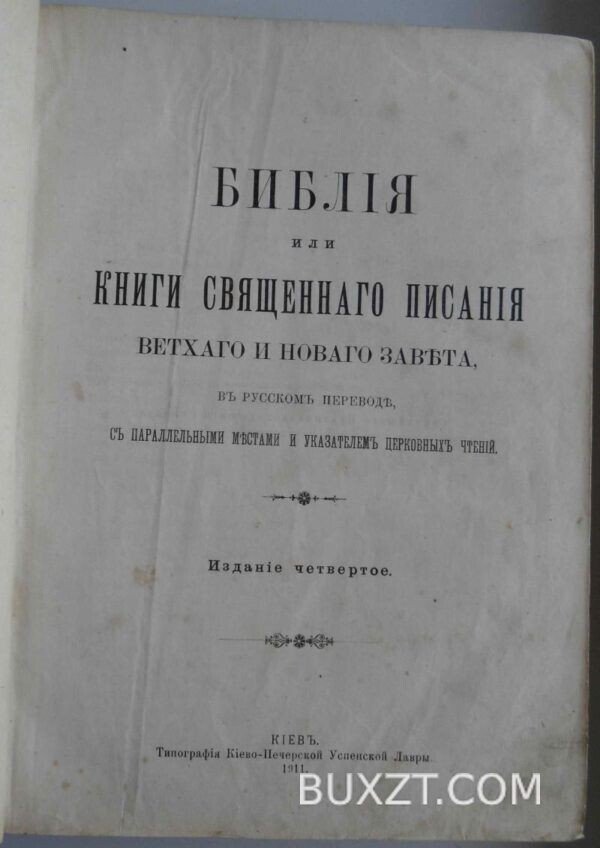 БИБЛІЯ
ИЛИ
КНИГИ СВЯЩЕННАГО ПИСАНІЯ
ВЕТХАГО И НОВАГО ЗАВѢТА,
ВЪ РУССКОМЪ ПЕРЕВОДѢ,
СЪ ПАРАЛЛЕЛЬНЫМИ МѢСТАМИ И УКАЗАТЕЛЕМЪ ЦЕРКОВНЫХЪ ЧТЕНІЙ.
Изданіе четвертое.
КІЕВЪ.
Типографія Кіево-Печерской Успенской Лавры.
1911.
BUXZT.COM